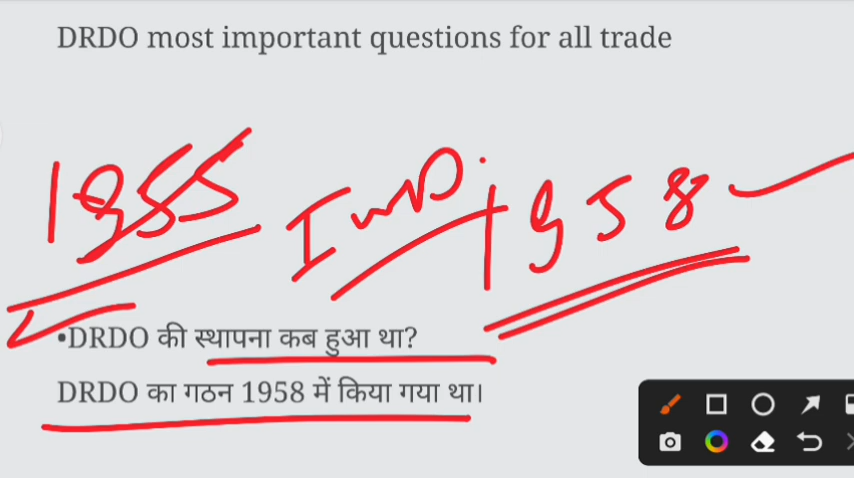 DRDO most important questions for all trade
1955 Imp. 1958
•DRDO की स्थापना कब हुआ था?
DRDO का गठन 1958 में किया गया था।